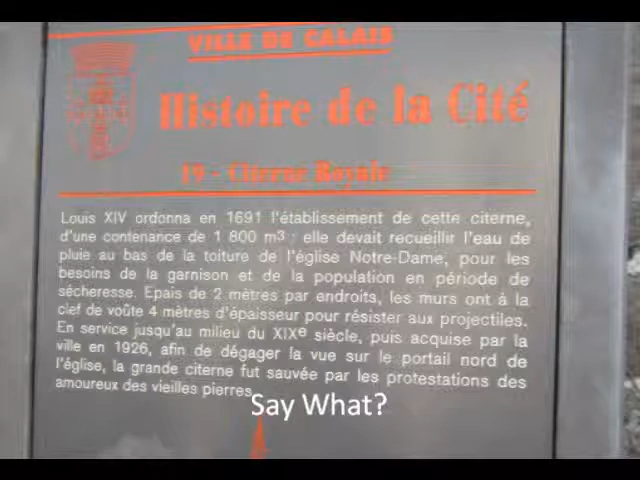 VILLE DE CALAIS
Histoire de la Cité
19 - Citerne Royale
Louis XIV ordonna en 1691 l'établissement de cette citerne,
d'une contenance de 1 800 m3 : elle devait recueillir l'eau de
pluie au bas de la toiture de l'église Notre-Dame, pour les
besoins de la garnison et de la population en période de
sécheresse. Epais de 2 mètres par endroits, les murs ont à la
clef de voûte 4 mètres d'épaisseur pour résister aux projectiles.
En service jusqu'au milieu du XIXe siècle, puis acquise par la
ville en 1926, afin de dégager la vue sur le portail nord de
l'église, la grande citerne fut sauvée par les protestations des
amoureux des vieilles pierres.
Say What?